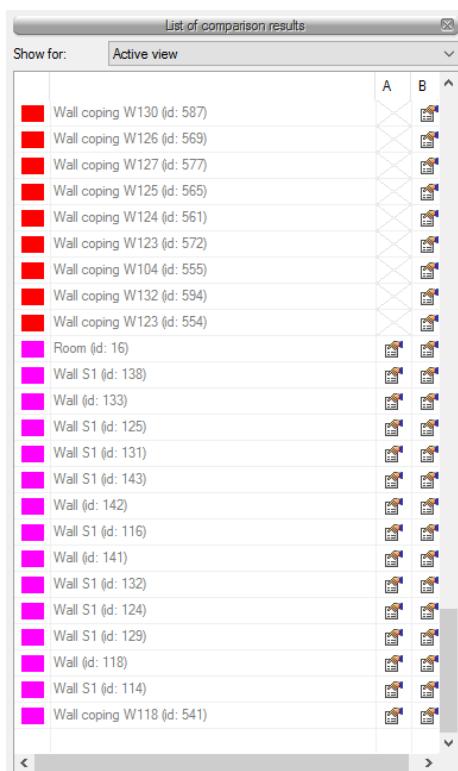 List of comparison results
Show for: Active view
A B
Wall coping W130 (id: 587)
Wall coping W126 (id: 569)
Wall coping W127 (id: 577)
Wall coping W125 (id: 565)
Wall coping W124 (id: 561)
Wall coping W123 (id: 572)
Wall coping W104 (id: 555)
Wall coping W132 (id: 594)
Wall coping W123 (id: 554)
Room (id: 16)
Wall S1 (id: 138)
Wall (id: 133)
Wall S1 (id: 125)
Wall S1 (id: 131)
Wall S1 (id: 143)
Wall (id: 142)
Wall S1 (id: 116)
Wall (id: 141)
Wall S1 (id: 132)
Wall S1 (id: 124)
Wall S1 (id: 129)
Wall (id: 118)
Wall S1 (id: 114)
Wall coping W118 (id: 541)